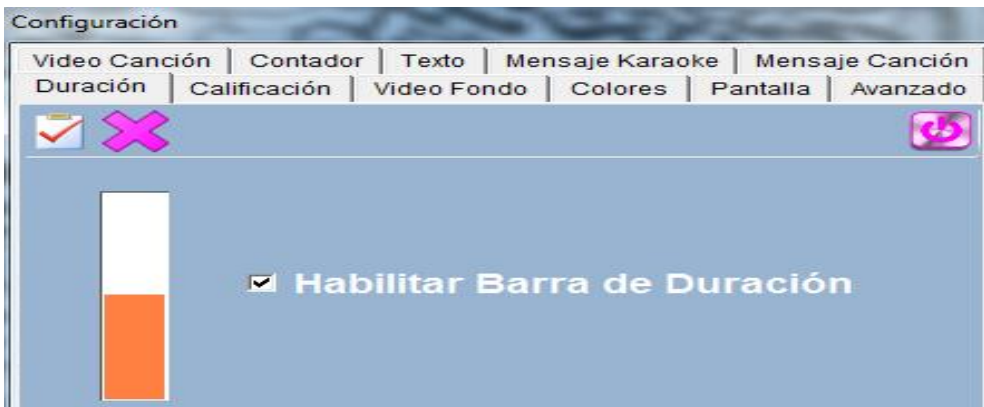 Configuración
Video Canción Contador Texto Mensaje Karaoke Mensaje Canción
Duración Calificación Video Fondo Colores Pantalla Avanzado
Habilitar Barra de Duración